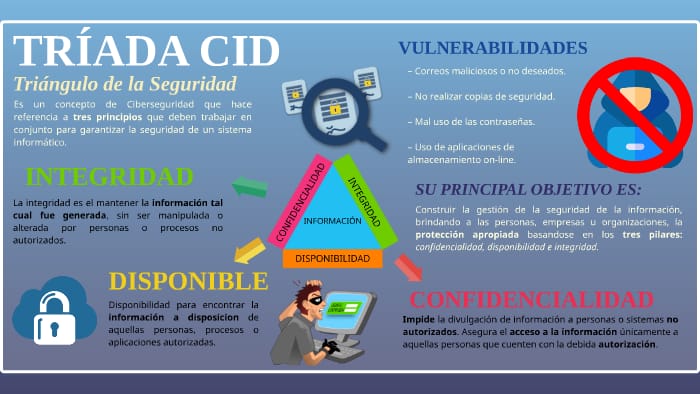 TRÍADA CID
Triángulo de la Seguridad
Es un concepto de Ciberseguridad que hace
referencia a tres principios que deben trabajar en
conjunto para garantizar la seguridad de un sistema
informático.
INTEGRIDAD
La integridad es el mantener la información tal
cual fue generada, sin ser manipulada o
alterada por personas o procesos no
autorizados.
DISPONIBLE
Disponibilidad para encontrar la
información a disposicion de
aquellas personas, procesos o
aplicaciones autorizadas.
CONFIDENCIALIDAD
INTEGRIDAD
INFORMACIÓN
DISPONIBILIDAD
VULNERABILIDADES
– Correos maliciosos o no deseados.
– No realizar copias de seguridad.
– Mal uso de las contraseñas.
– Uso de aplicaciones de
almacenamiento on-line.
SU PRINCIPAL OBJETIVO ES:
Construir la gestión de la seguridad de la información,
brindando a las personas, empresas u organizaciones, la
protección apropiada basandose en los tres pilares:
confidencialidad, disponibilidad e integridad.
CONFIDENCIALIDAD
Impide la divulgación de información a personas o sistemas no
autorizados. Asegura el acceso a la información únicamente a
aquellas personas que cuenten con la debida autorización.